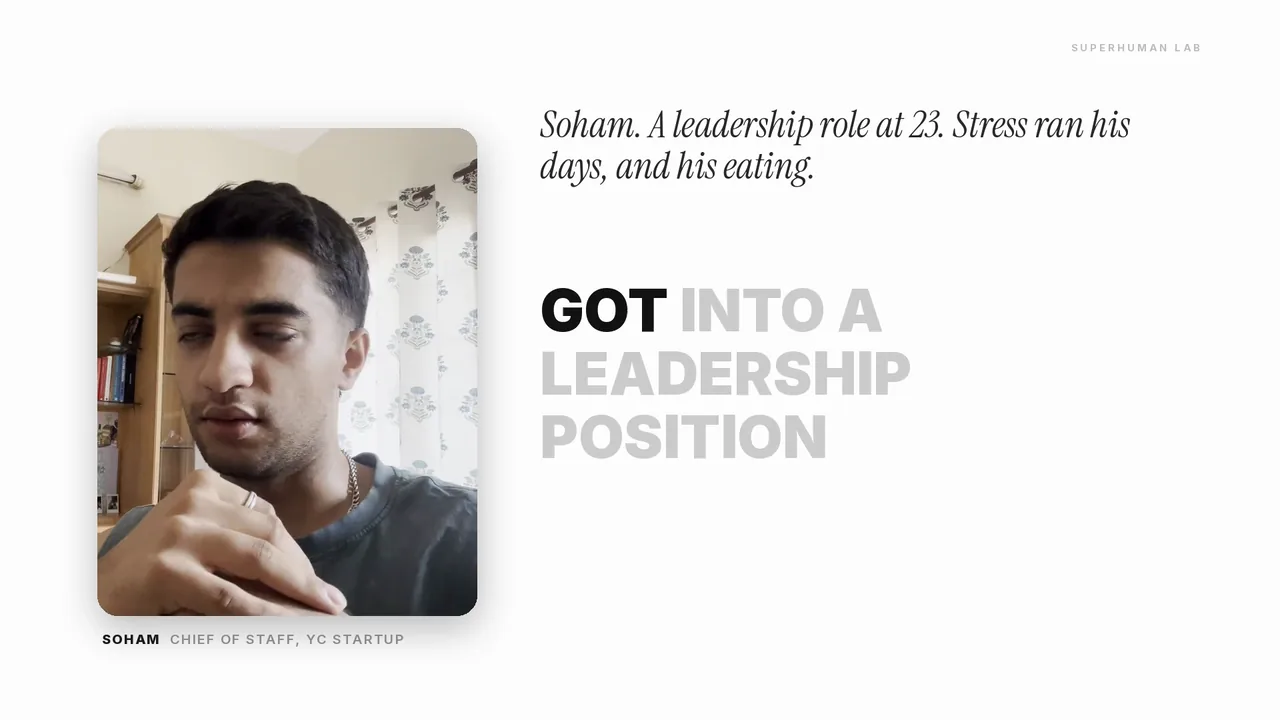 SUPERHUMAN LAB
Soham. A leadership role at 23. Stress ran his
days, and his eating.
GOT INTO A
LEADERSHIP
POSITION
SOHAM CHIEF OF STAFF, YC STARTUP